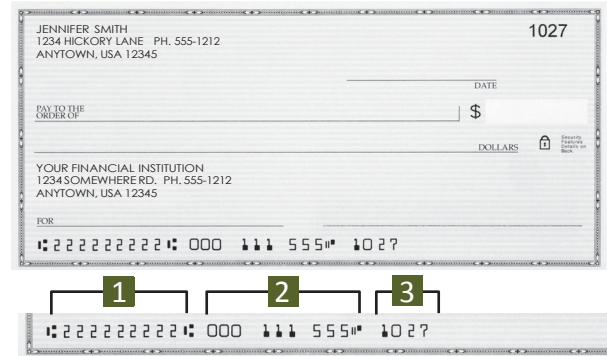 JENNIFER SMITH
1027
1234 HICKORY LANE PH. 555-1212
ANYTOWN, USA 12345
DATE
PAY TO THE
ORDER OF
$
DOLLARS
Security
Features
Details on
Back
YOUR FINANCIAL INSTITUTION
1234 SOMEWHERE RD. PH. 555-1212
ANYTOWN, USA 12345
FOR
⑆222222222⑆ 000 111 555⑈ 1027
1 2 3
⑆222222222⑆ 000 111 555⑈ 1027